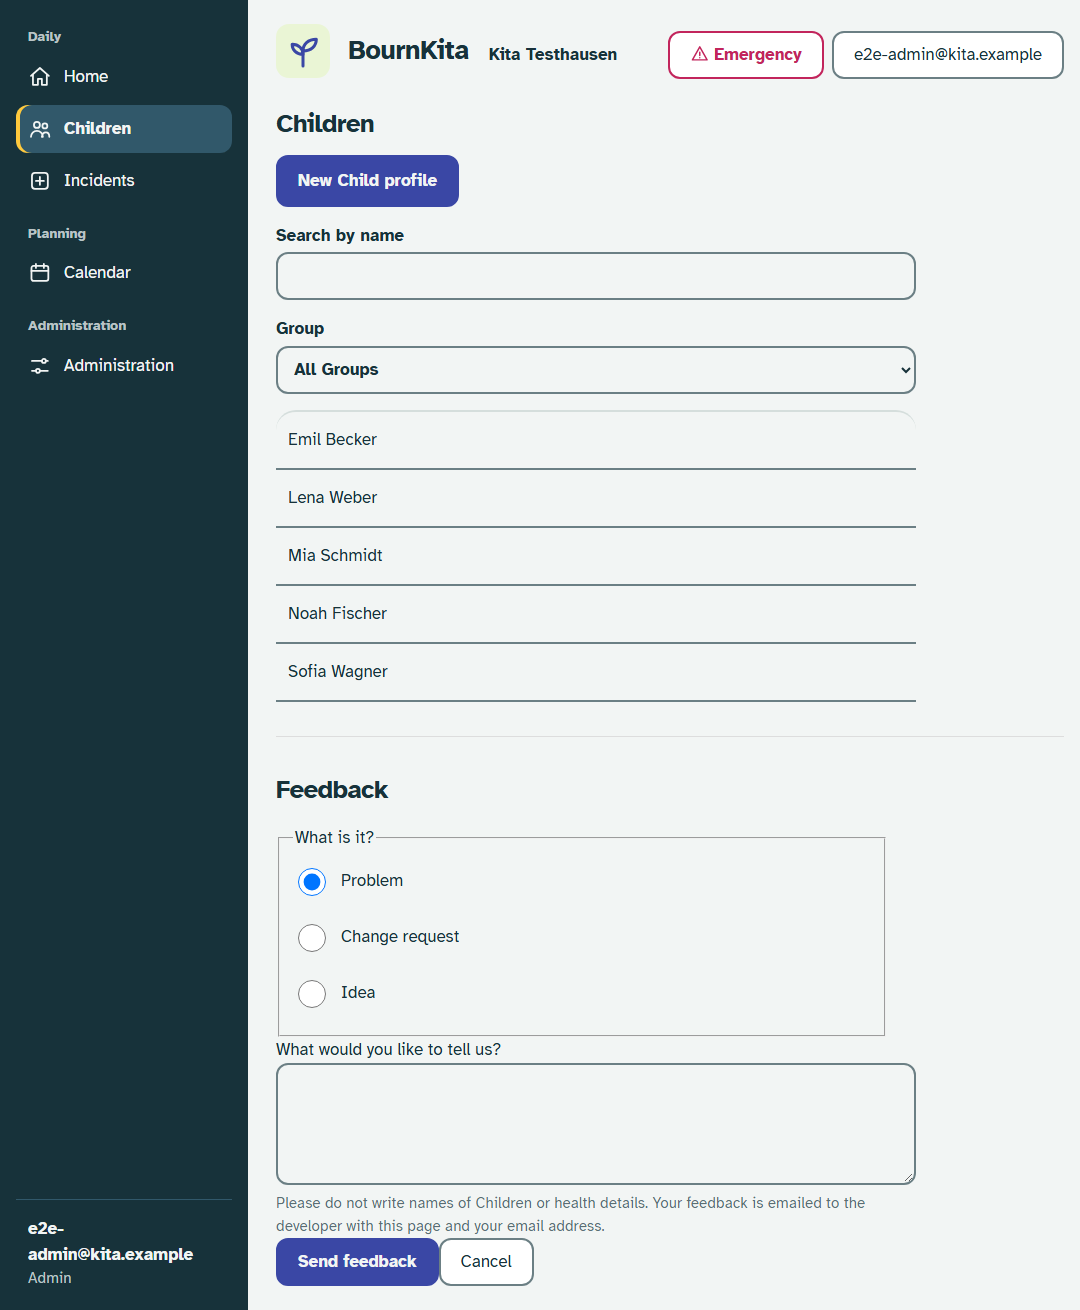 Daily
Home
Children
Incidents
Planning
Calendar
Administration
Administration
e2e-
admin@kita.example
Admin
BournKita
Kita Testhausen
Emergency
e2e-admin@kita.example
Children
New Child profile
Search by name
Group
All Groups
Emil Becker
Lena Weber
Mia Schmidt
Noah Fischer
Sofia Wagner
Feedback
What is it?
Problem
Change request
Idea
What would you like to tell us?
Please do not write names of Children or health details. Your feedback is emailed to the
developer with this page and your email address.
Send feedback
Cancel